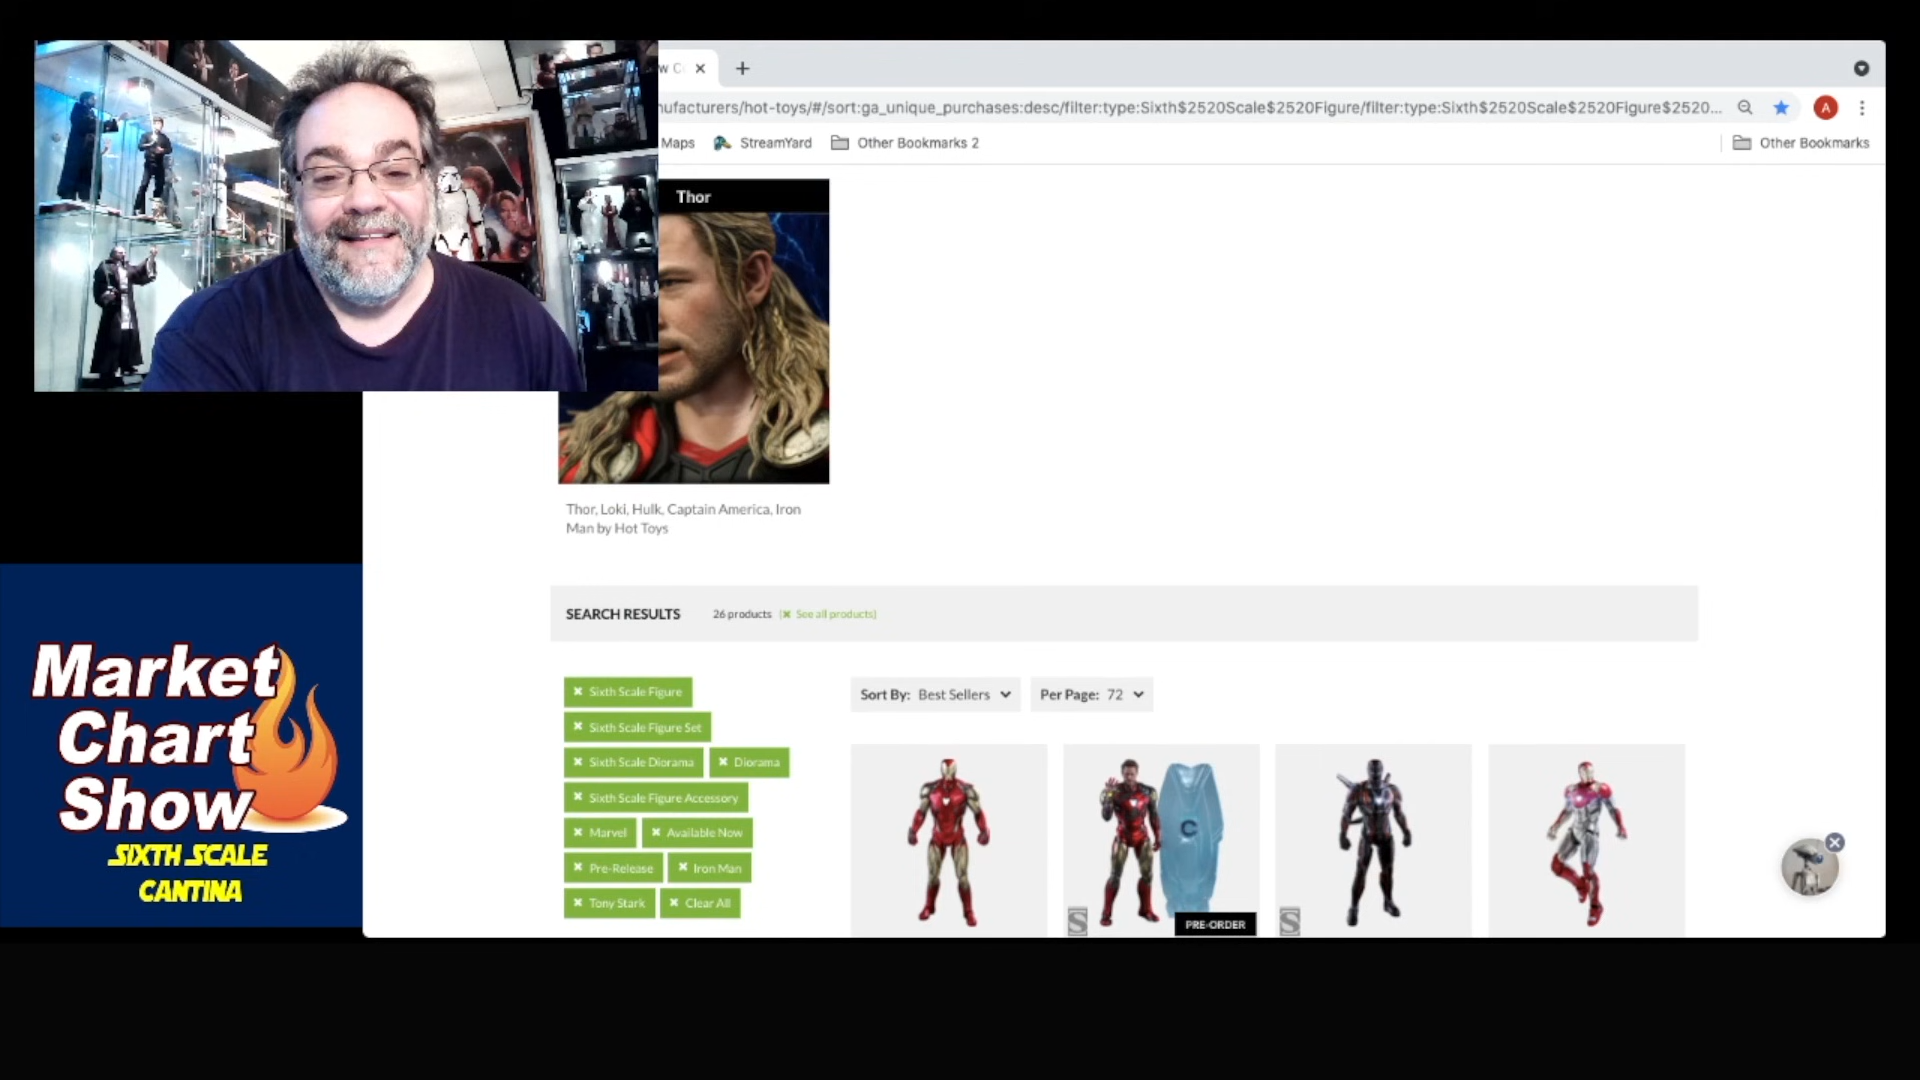 w C
ufacturers/hot-toys/#/sort:ga_unique_purchases:desc/filter:type:Sixth$2520Scale$2520Figure/filter:type:Sixth$2520Scale$2520Figure$2520...
A
Maps
StreamYard
Other Bookmarks 2
Other Bookmarks
Thor
Thor, Loki, Hulk, Captain America, Iron
Man by Hot Toys
SEARCH RESULTS
26 products
(✖ See all products)
✖ Sixth Scale Figure
✖ Sixth Scale Figure Set
✖ Sixth Scale Diorama
✖ Diorama
✖ Sixth Scale Figure Accessory
✖ Marvel
✖ Available Now
✖ Pre-Release
✖ Iron Man
✖ Tony Stark
✖ Clear All
Sort By: Best Sellers
Per Page: 72
PRE-ORDER
Market
Chart
Show
SIXTH SCALE
CANTINA